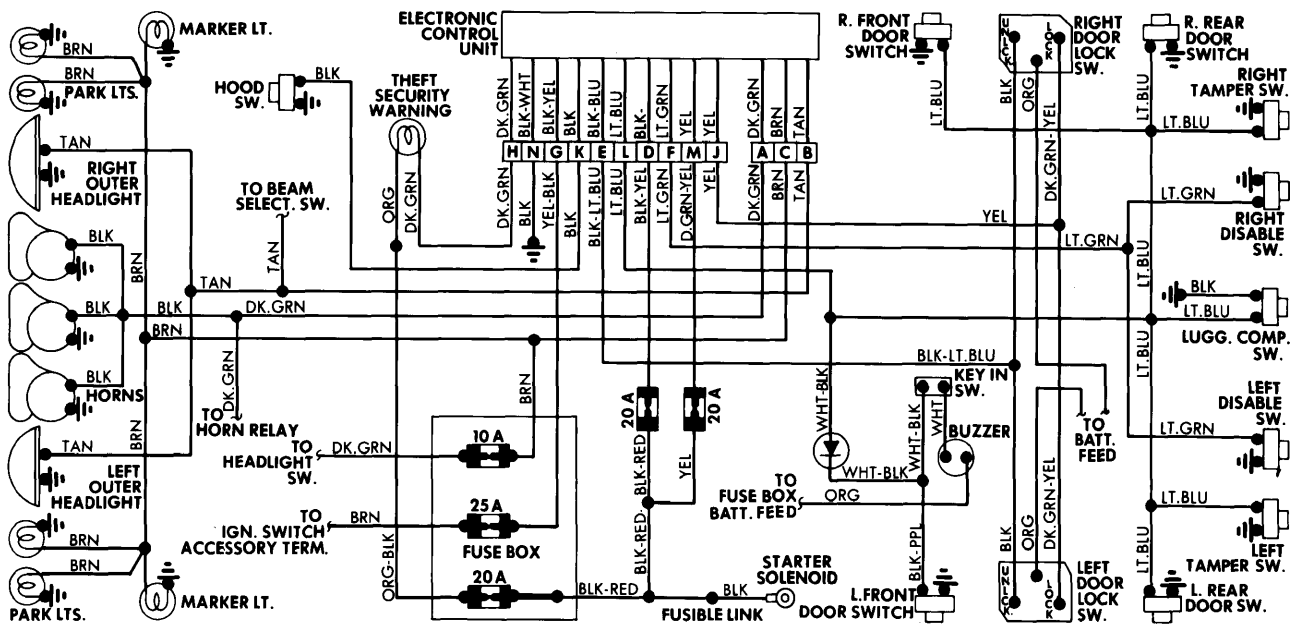 BRN
MARKER LT.
BRN
PARK LTS.
TAN
RIGHT
OUTER
HEADLIGHT
BLK
BRN
BLK
BLK
DK.GRN
TAN
BRN
BLK
HORNS
DK.GRN
TO
HORN RELAY
TAN
BRN
LEFT
OUTER
HEADLIGHT
BRN
BRN
PARK LTS.
MARKER LT.
HOOD
SW.
BLK
THEFT
SECURITY
WARNING
ORG
DK.GRN
TO BEAM
SELECT. SW.
TAN
ELECTRONIC
CONTROL
UNIT
DK.GRN
BLK-WHT
BLK-YEL
BLK
BLK-BLU
LT.BLU
BLK-
LT.GRN
YEL
YEL
DK.GRN
BRN
TAN
H N G K E L D F M J
A C B
DK.GRN
BLK
YEL-BLK
BLK
BLK-LT.BLU
LT.BLU
BLK-YEL
LT.GRN
D.GRN-YEL
YEL
DK.GRN
BRN
TAN
TO
HEADLIGHT
SW.
DK.GRN
10 A
BRN
TO
IGN. SWITCH
ACCESSORY TERM.
BRN
25 A
FUSE BOX
ORG-BLK
20 A
BLK-RED
20 A
20 A
BLK-RED
YEL
BLK-RED
BLK
FUSIBLE LINK
STARTER
SOLENOID
WHT-BLK
WHT-BLK
TO
FUSE BOX
BATT. FEED
ORG
WHT-BLK
WHT
BUZZER
KEY IN
SW.
BLK-LT.BLU
BLK-PPL
L.FRONT
DOOR SWITCH
R. FRONT
DOOR
SWITCH
LT.BLU
UNLCK
LOCK
RIGHT
DOOR
LOCK
SW.
BLK
ORG
DK.GRN-YEL
YEL
LT.GRN
TO
BATT.
FEED
BLK
ORG
DK.GRN-YEL
UNLCK
LOCK
LEFT
DOOR
LOCK
SW.
R. REAR
DOOR
SWITCH
LT.BLU
RIGHT
TAMPER SW.
LT.BLU
LT.GRN
RIGHT
DISABLE
SW.
LT.BLU
BLK
LT.BLU
LUGG. COMP.
SW.
LT.BLU
LEFT
DISABLE
SW.
LT.GRN
LT.BLU
LEFT
TAMPER SW.
LT.BLU
L. REAR
DOOR SW.